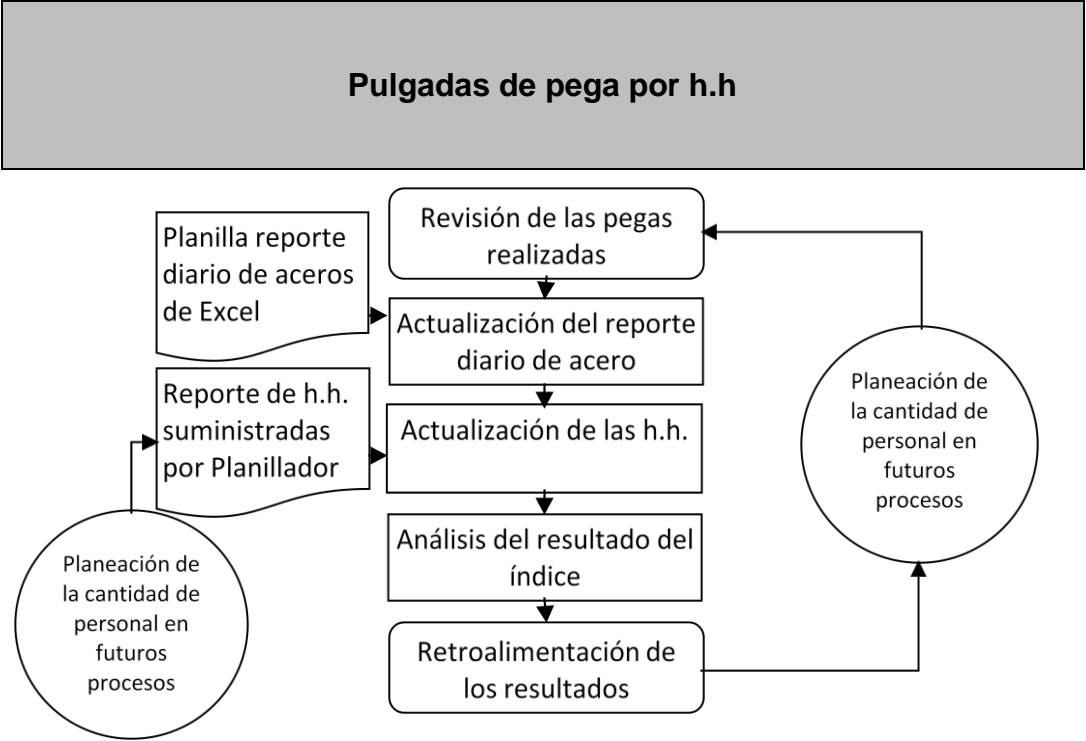 Pulgadas de pega por h.h
Planilla reporte
diario de aceros
de Excel
Revisión de las pegas
realizadas
Actualización del reporte
diario de acero
Reporte de h.h.
suministradas
por Planillador
Actualización de las h.h.
Planeación de
la cantidad de
personal en
futuros
procesos
Análisis del resultado del
índice
Planeación de
la cantidad de
personal en
futuros
procesos
Retroalimentación de
los resultados